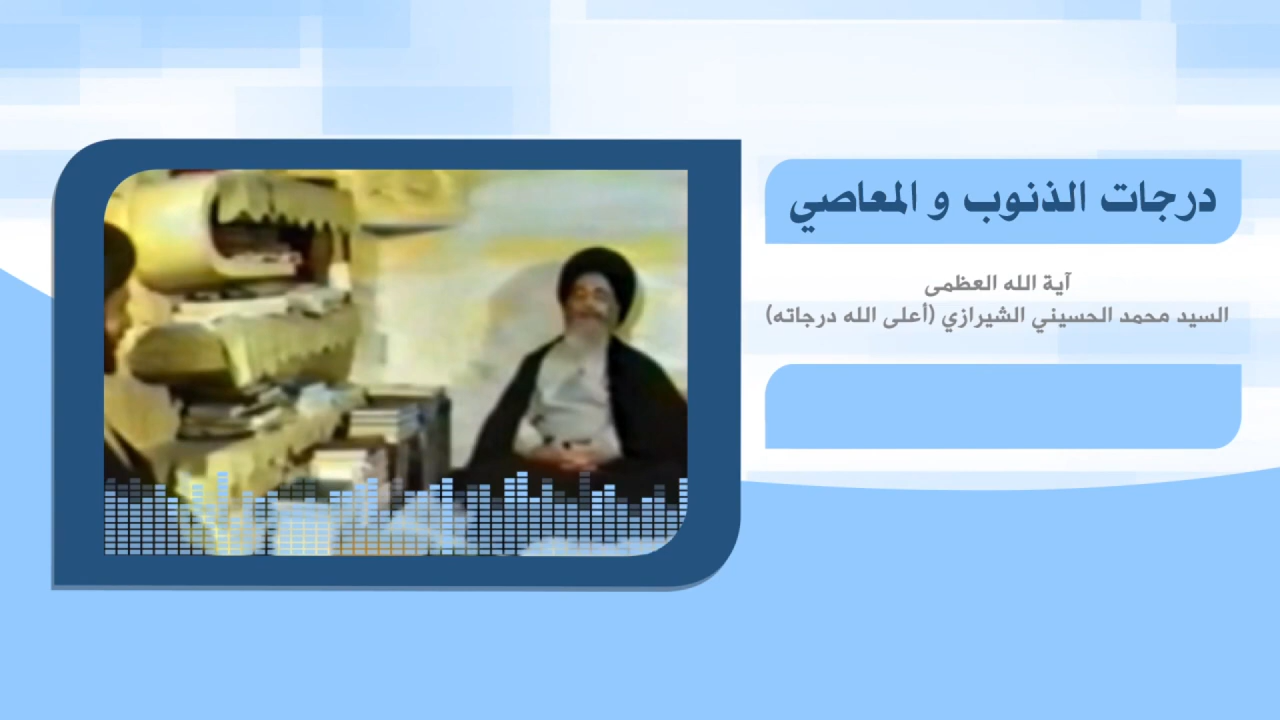 درجات الذنوب و المعاصي
آية الله العظمى
السيد محمد الحسيني الشيرازي (أعلى الله درجاته)